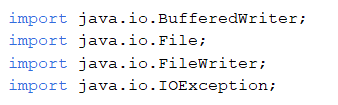 import java.io.BufferedWriter;
import java.io.File;
import java.io.FileWriter;
import java.io.IOException;